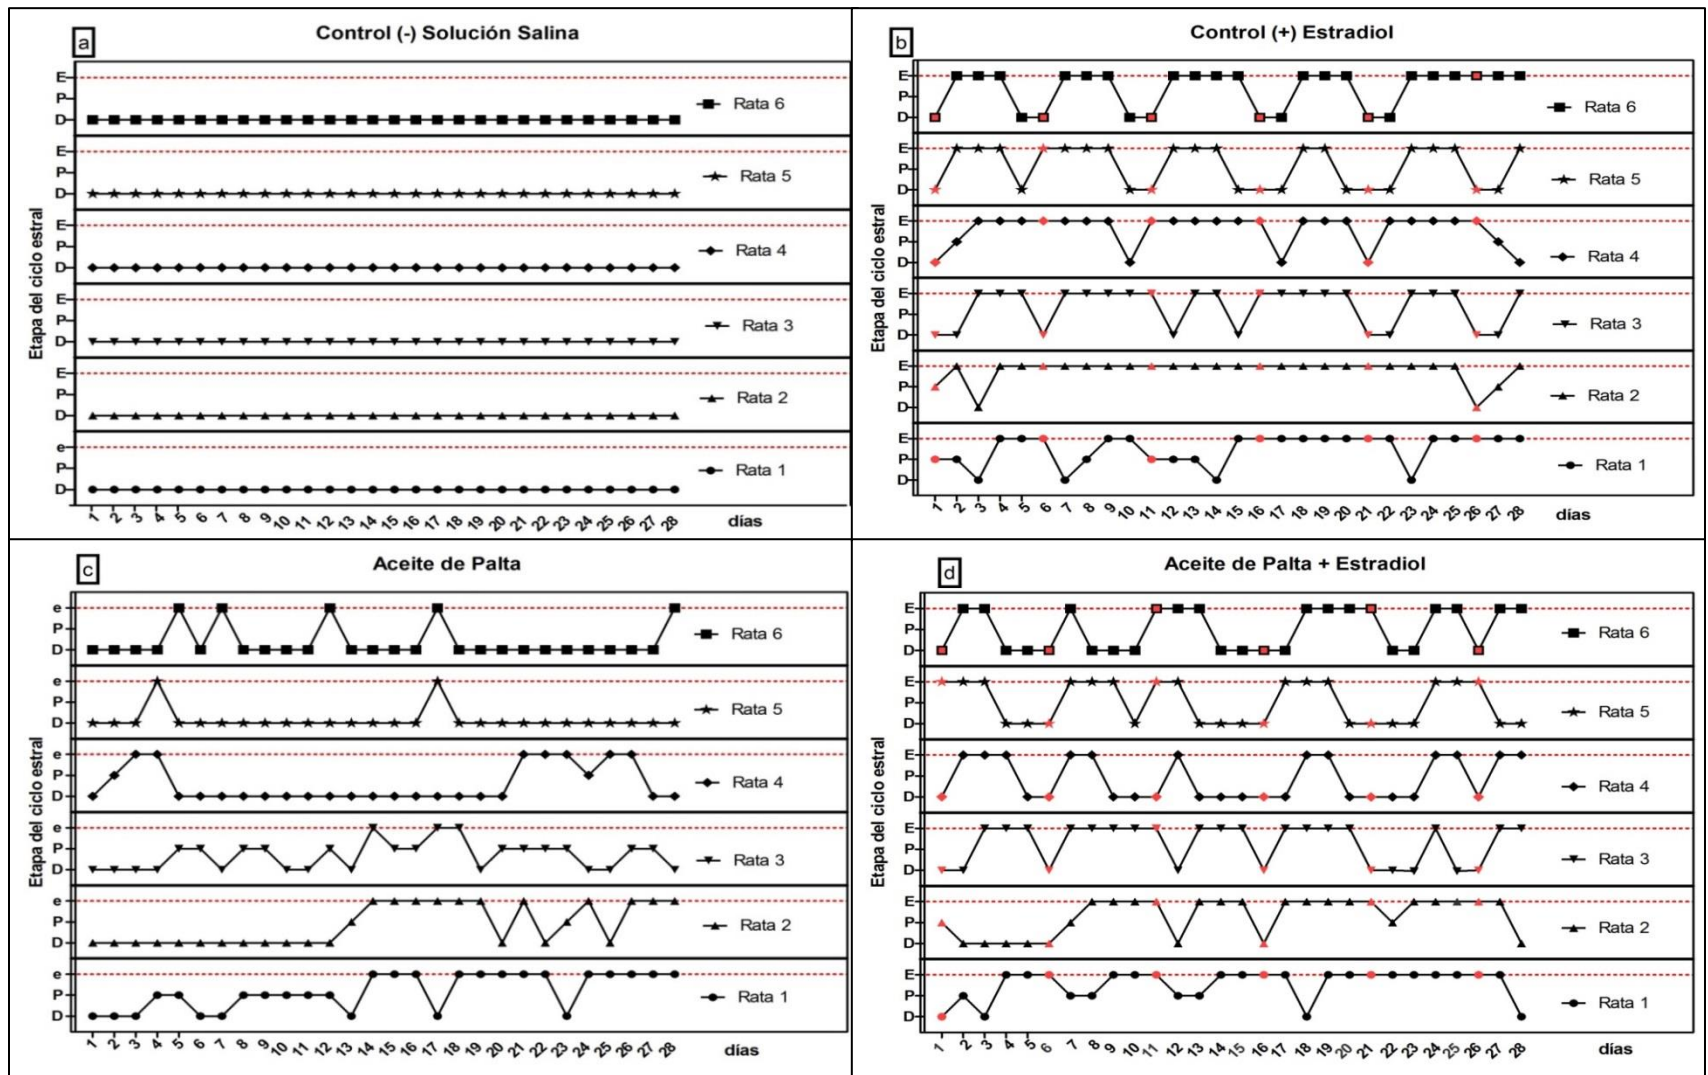 a
Control (-) Solución Salina
Etapa del ciclo estral
E
P
D
Rata 6
E
P
D
Rata 5
E
P
D
Rata 4
E
P
D
Rata 3
E
P
D
Rata 2
e
P
D
Rata 1
1 2 3 4 5 6 7 8 9 10 11 12 13 14 15 16 17 18 19 20 21 22 23 24 25 26 27 28 días
b
Control (+) Estradiol
Etapa del ciclo estral
E
P
D
Rata 6
E
P
D
Rata 5
E
P
D
Rata 4
E
P
D
Rata 3
E
P
D
Rata 2
E
P
D
Rata 1
1 2 3 4 5 6 7 8 9 10 11 12 13 14 15 16 17 18 19 20 21 22 23 24 25 26 27 28 días
c
Aceite de Palta
Etapa del ciclo estral
e
P
D
Rata 6
e
P
D
Rata 5
e
P
D
Rata 4
e
P
D
Rata 3
e
P
D
Rata 2
e
P
D
Rata 1
1 2 3 4 5 6 7 8 9 10 11 12 13 14 15 16 17 18 19 20 21 22 23 24 25 26 27 28 días
d
Aceite de Palta + Estradiol
Etapa del ciclo estral
E
P
D
Rata 6
E
P
D
Rata 5
E
P
D
Rata 4
E
P
D
Rata 3
E
P
D
Rata 2
E
P
D
Rata 1
1 2 3 4 5 6 7 8 9 10 11 12 13 14 15 16 17 18 19 20 21 22 23 24 25 26 27 28 días